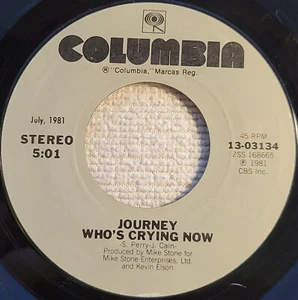 COLUMBIA
® "Columbia," Marcas Reg.
July, 1981
STEREO
5:01
45 RPM
13-03134
ZSS 168665
℗ 1981
CBS Inc.
JOURNEY
WHO'S CRYING NOW
-S. Perry-J. Cain-
Produced by Mike Stone for
Mike Stone Enterprises, Ltd.
and Kevin Elson